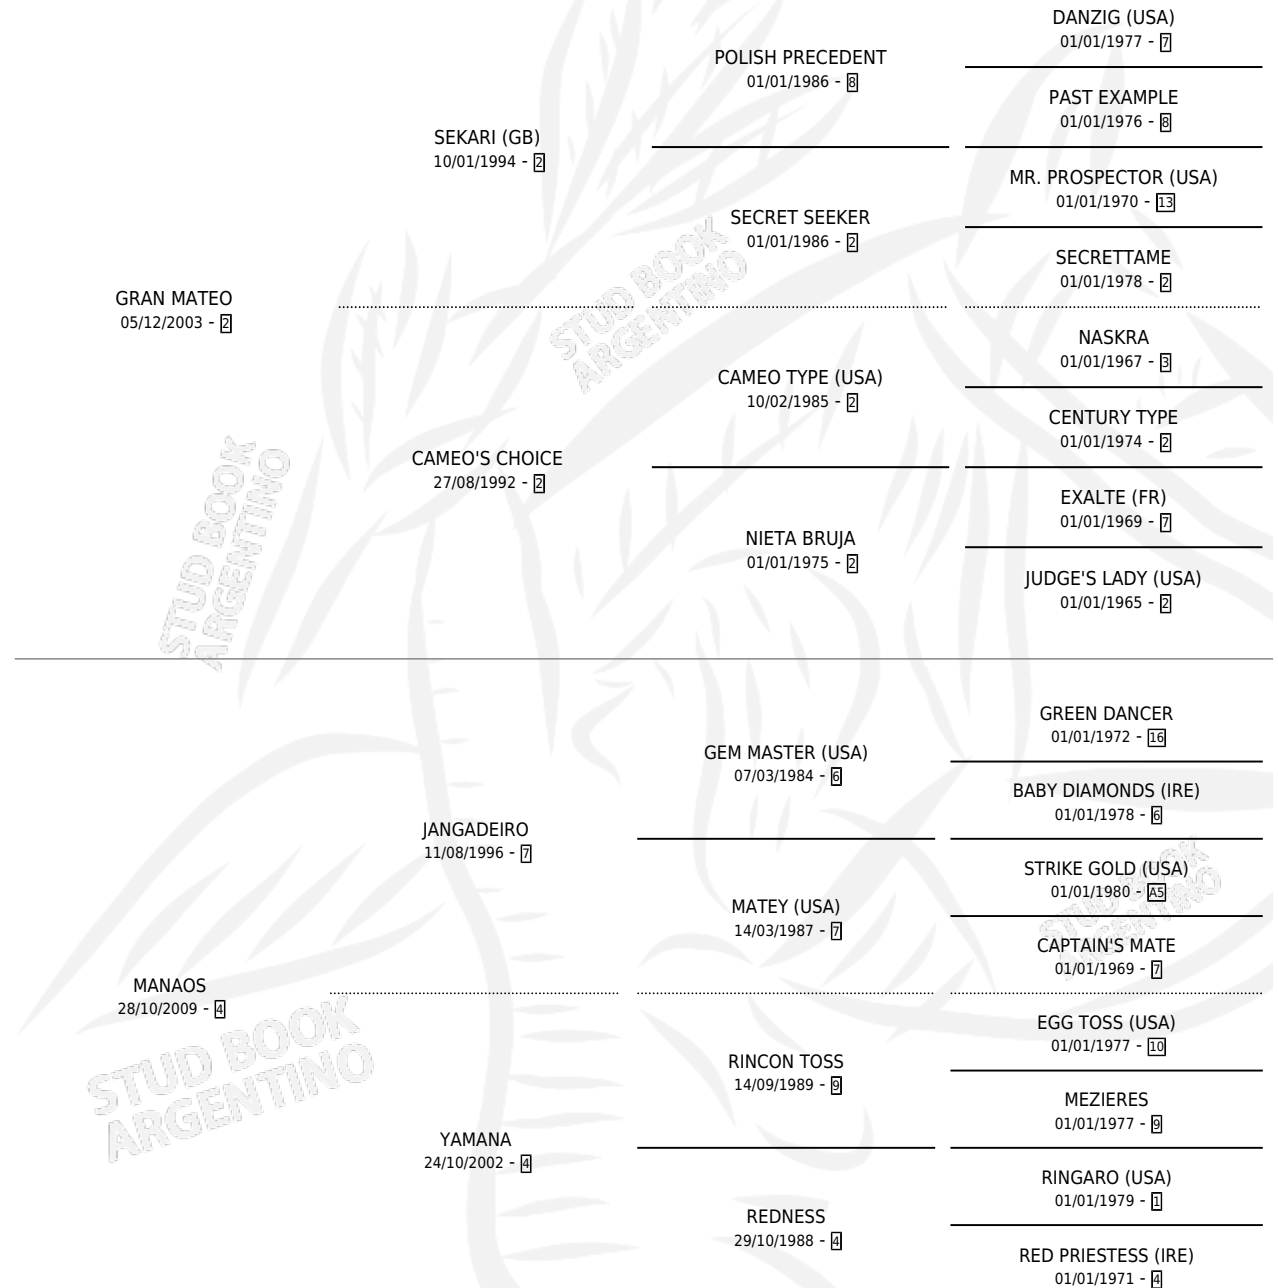 DANZIG (USA)
01/01/1977 - 7
POLISH PRECEDENT
01/01/1986 - 8
PAST EXAMPLE
01/01/1976 - 8
SEKARI (GB)
10/01/1994 - 2
MR. PROSPECTOR (USA)
01/01/1970 - 13
SECRET SEEKER
01/01/1986 - 2
SECRETTAME
01/01/1978 - 2
GRAN MATEO
05/12/2003 - 2
STUD BOOK
ARGENTINO
NASKRA
01/01/1967 - 3
CAMEO TYPE (USA)
10/02/1985 - 2
CENTURY TYPE
01/01/1974 - 2
CAMEO'S CHOICE
27/08/1992 - 2
EXALTE (FR)
01/01/1969 - 7
NIETA BRUJA
01/01/1975 - 2
JUDGE'S LADY (USA)
01/01/1965 - 2
STUD BOOK
ARGENTINO
GREEN DANCER
01/01/1972 - 16
GEM MASTER (USA)
07/03/1984 - 6
BABY DIAMONDS (IRE)
01/01/1978 - 6
JANGADEIRO
11/08/1996 - 7
STRIKE GOLD (USA)
01/01/1980 - A5
MATEY (USA)
14/03/1987 - 7
STUD BOOK
ARGENTINO
CAPTAIN'S MATE
01/01/1969 - 7
MANAOS
28/10/2009 - 4
EGG TOSS (USA)
01/01/1977 - 10
RINCON TOSS
14/09/1989 - 9
STUD BOOK
ARGENTINO
MEZIERES
01/01/1977 - 9
YAMANA
24/10/2002 - 4
RINGARO (USA)
01/01/1979 - 1
REDNESS
29/10/1988 - 4
RED PRIESTESS (IRE)
01/01/1971 - 4